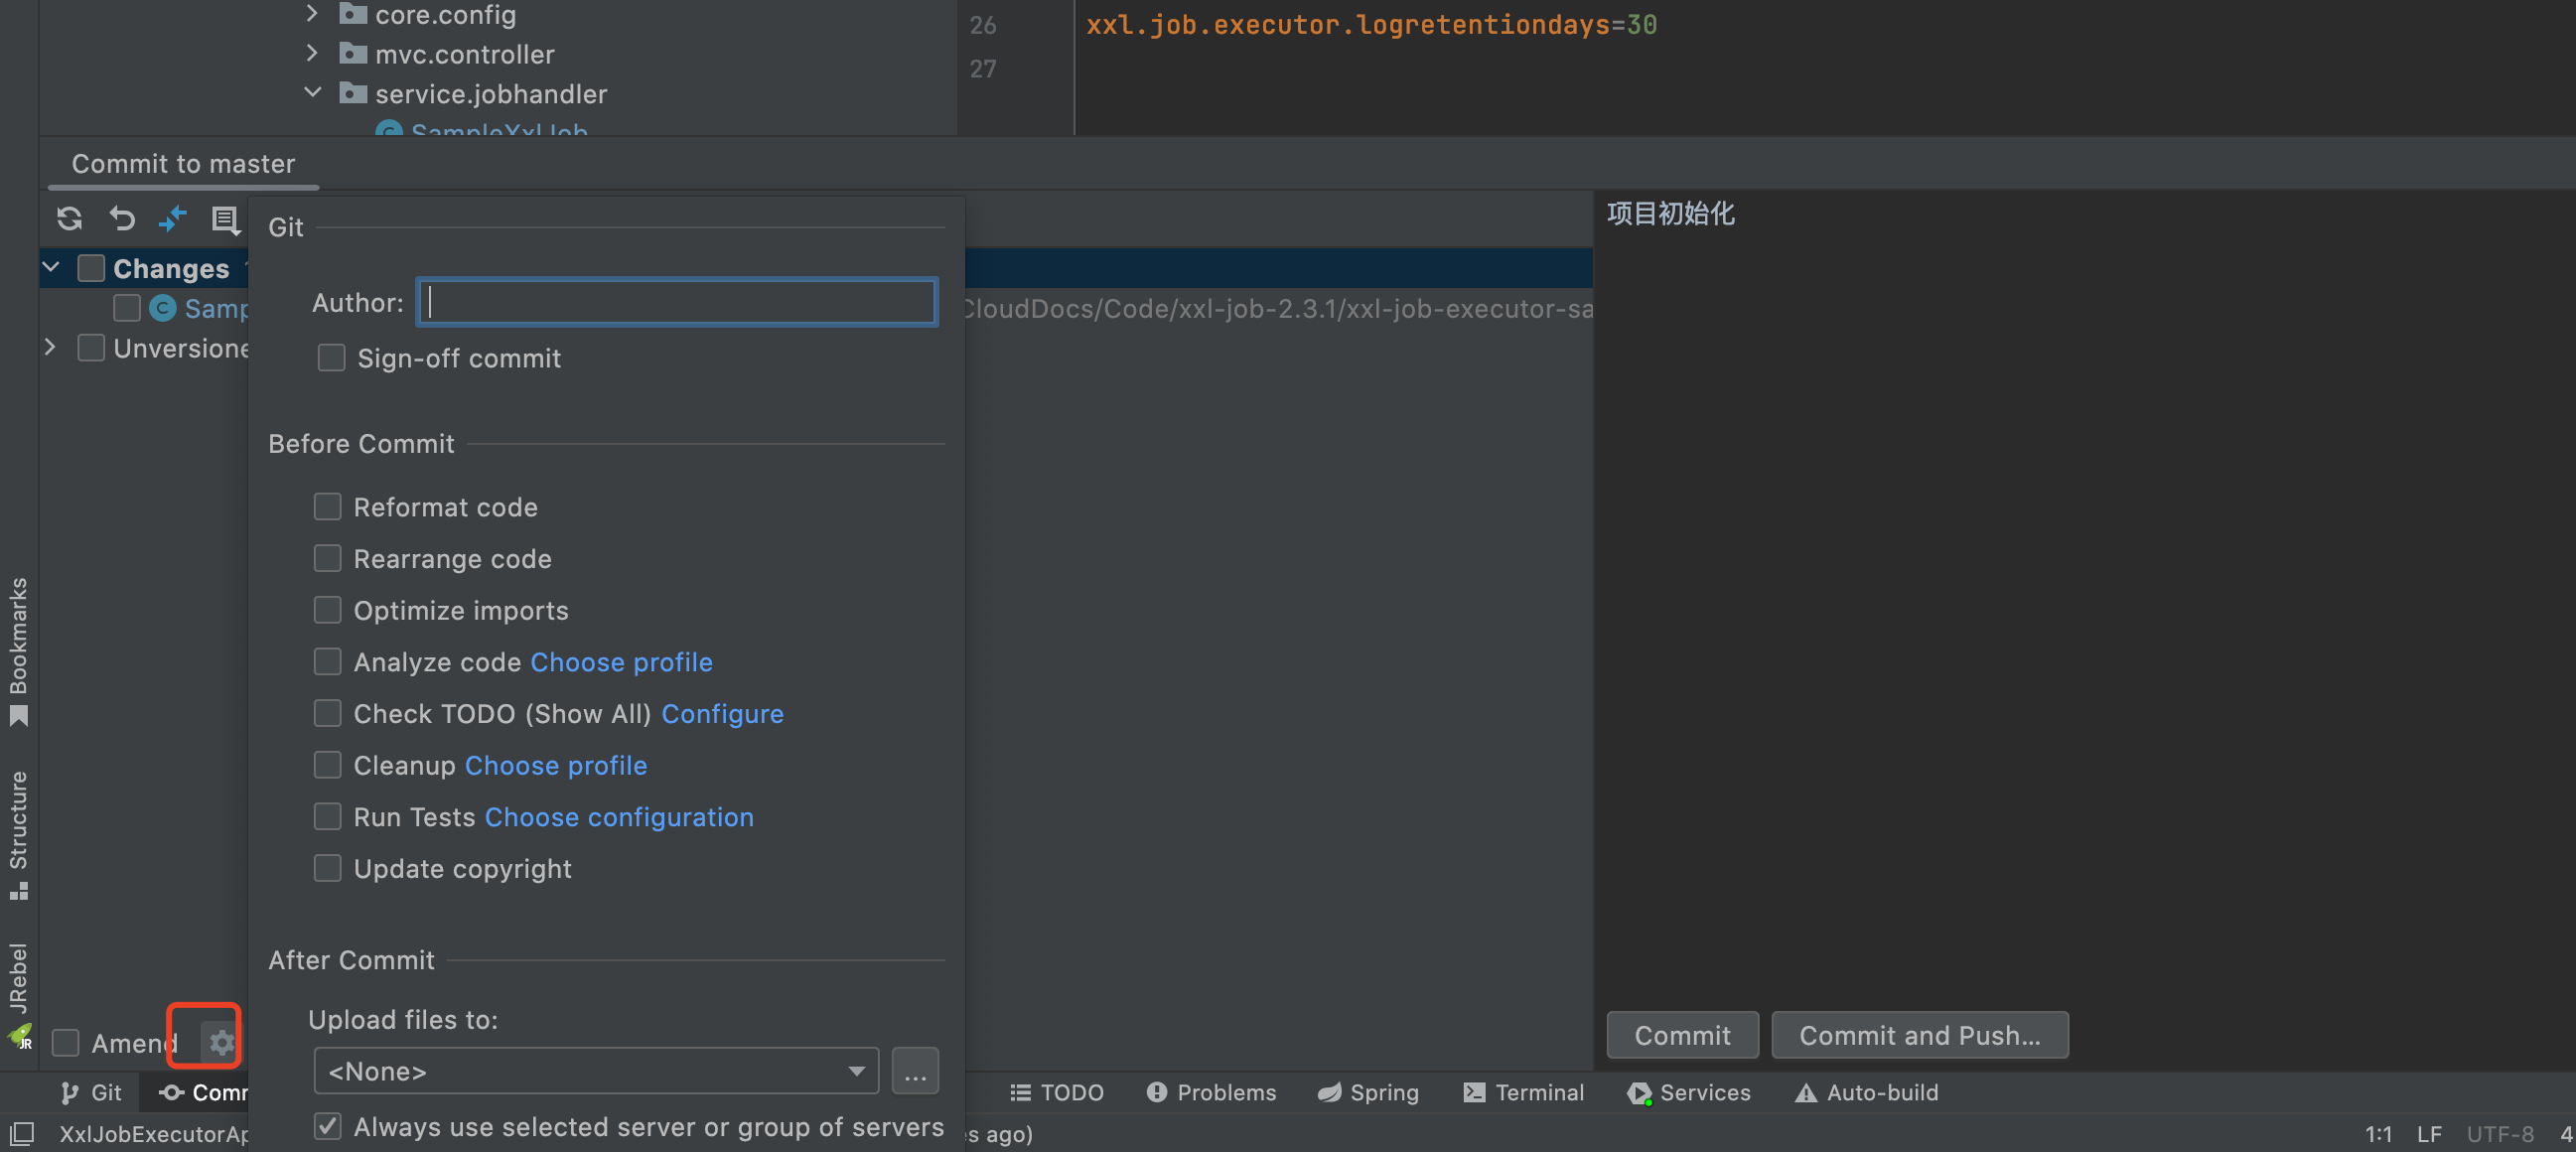 core.config
mvc.controller
service.jobhandler
SampleXxlJob
26 xxl.job.executor.logretentiondays=30
27
Commit to master
Changes
Samp
CloudDocs/Code/xxl-job-2.3.1/xxl-job-executor-sa
Unversione
Git
Author:
Sign-off commit
Before Commit
Reformat code
Rearrange code
Optimize imports
Analyze code Choose profile
Check TODO (Show All) Configure
Cleanup Choose profile
Run Tests Choose configuration
Update copyright
After Commit
Upload files to:
<None>
...
Always use selected server or group of servers
项目初始化
Commit
Commit and Push...
Bookmarks
Structure
JRebel
JR
Amend
Git
Comm
TODO
Problems
Spring
Terminal
Services
Auto-build
XxlJobExecutorAp
s ago)
1:1 LF UTF-8 4